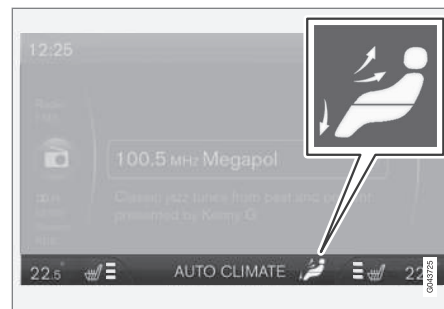 12:25
Radio
100.5 MHz Megapol
Classic jazz tunes from past and present
presented by Kenny G
22.5° AUTO CLIMATE 22
G043725